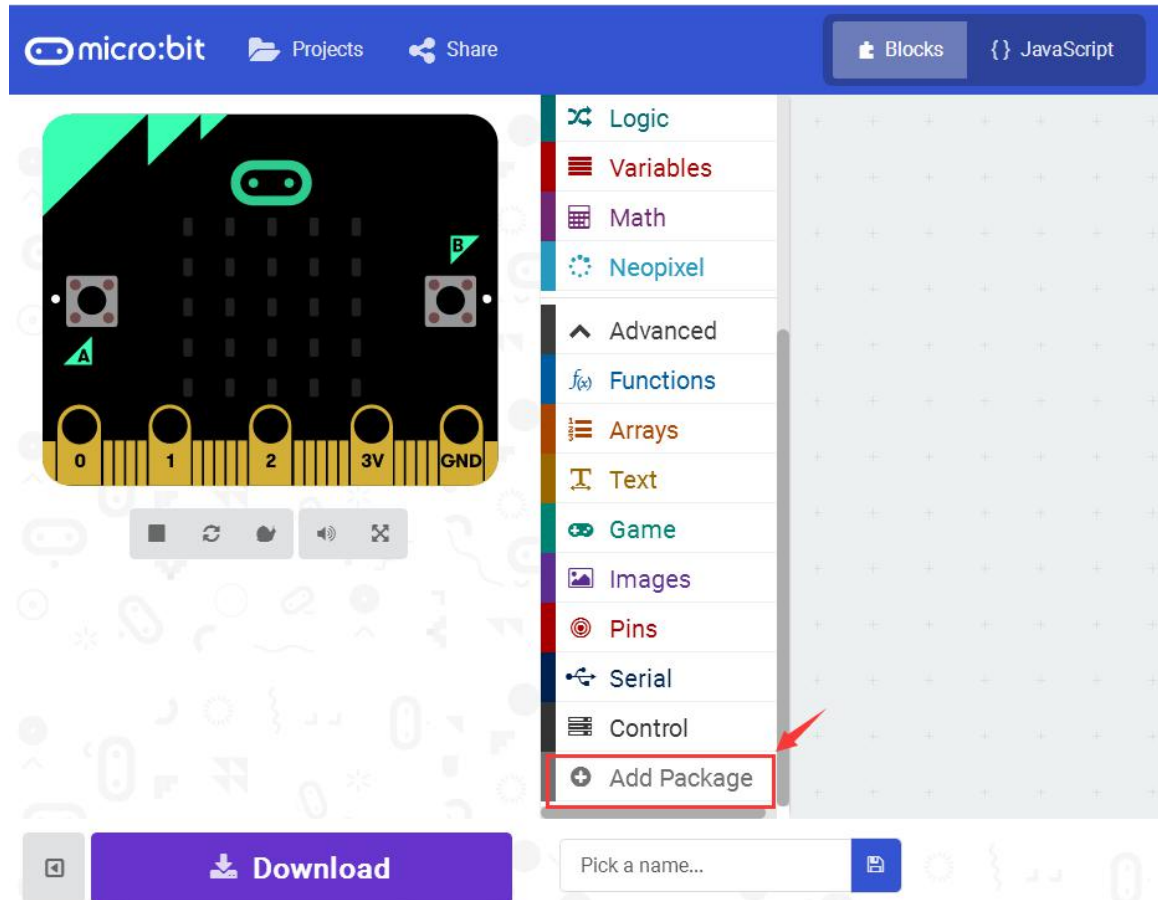 micro:bit Projects Share Blocks {} JavaScript
Logic
Variables
Math
Neopixel
Advanced
f(x) Functions
Arrays
Text
Game
Images
Pins
Serial
Control
Add Package
B
A
0 1 2 3V GND
Download
Pick a name...